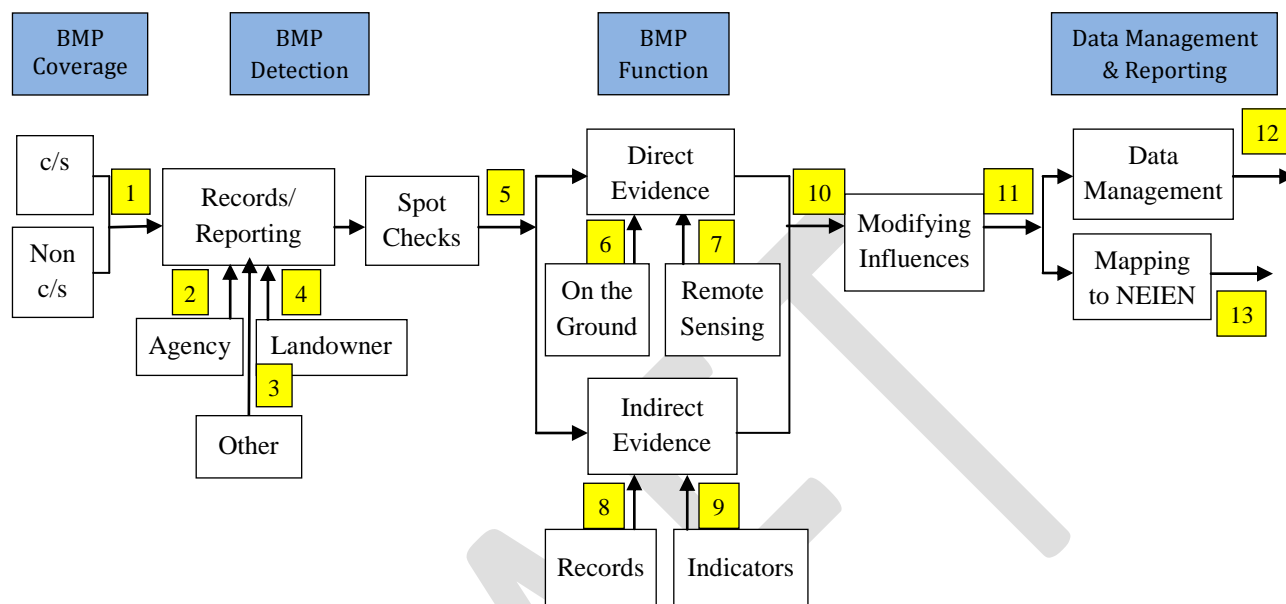 BMP
Coverage
BMP
Detection
BMP
Function
Data Management
& Reporting
c/s
Non
c/s
1
Records/
Reporting
2
Agency
3
Other
4
Landowner
Spot
Checks
5
Direct
Evidence
6
On the
Ground
7
Remote
Sensing
Indirect
Evidence
8
Records
9
Indicators
10
Modifying
Influences
11
Data
Management
12
Mapping
to NEIEN
13